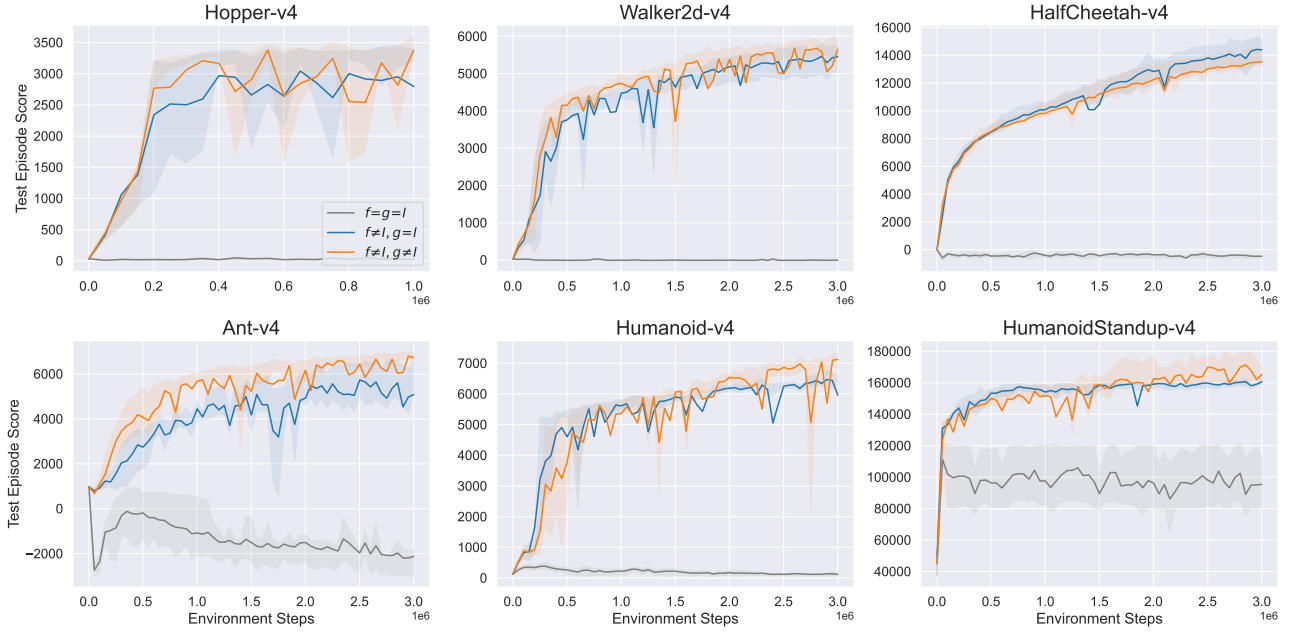 Hopper-v4
Test Episode Score
3500
3000
2500
2000
1500
1000
500
0
0.0 0.2 0.4 0.6 0.8 1.0
1e6
f=g=I
f≠I, g=I
f≠I, g≠I
Walker2d-v4
6000
5000
4000
3000
2000
1000
0
0.0 0.5 1.0 1.5 2.0 2.5 3.0
1e6
HalfCheetah-v4
16000
14000
12000
10000
8000
6000
4000
2000
0
0.0 0.5 1.0 1.5 2.0 2.5 3.0
1e6
Ant-v4
Test Episode Score
6000
4000
2000
0
−2000
0.0 0.5 1.0 1.5 2.0 2.5 3.0
1e6
Environment Steps
Humanoid-v4
7000
6000
5000
4000
3000
2000
1000
0
0.0 0.5 1.0 1.5 2.0 2.5 3.0
1e6
Environment Steps
HumanoidStandup-v4
180000
160000
140000
120000
100000
80000
60000
40000
0.0 0.5 1.0 1.5 2.0 2.5 3.0
1e6
Environment Steps